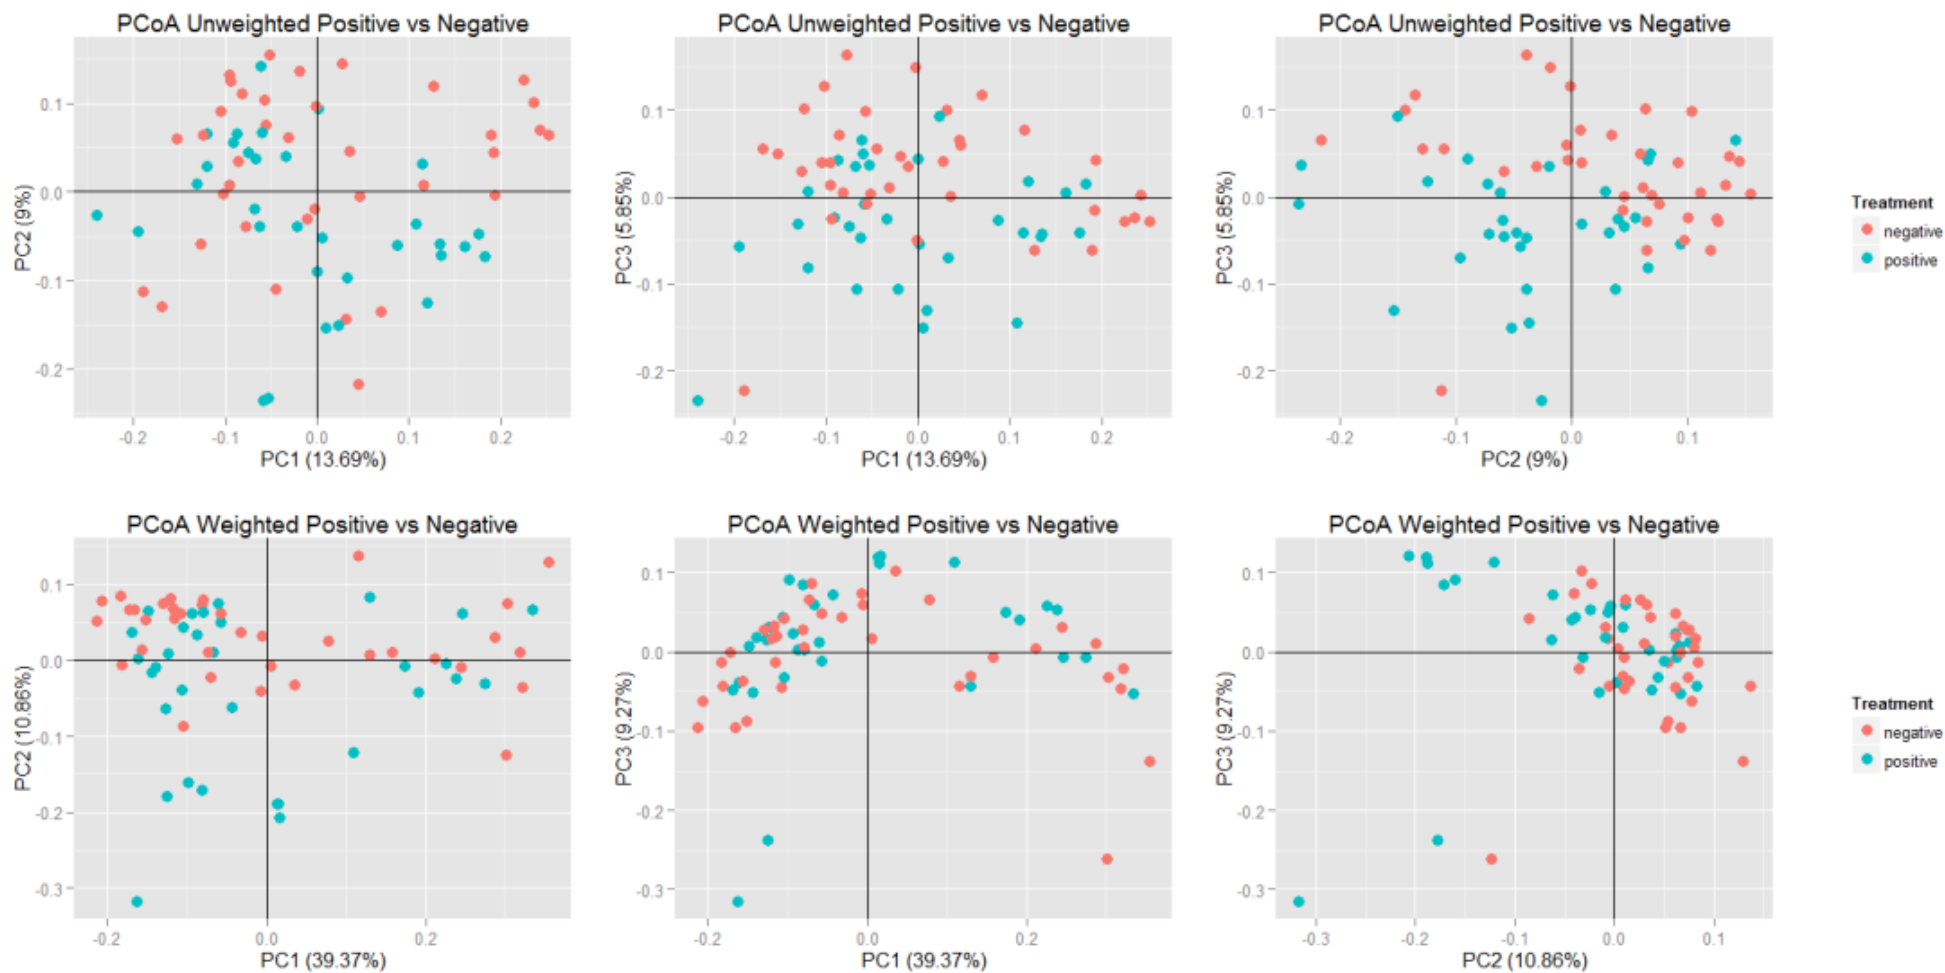 PCoA Unweighted Positive vs Negative
PC2 (9%)
0.1
0.0
-0.1
-0.2
-0.2 -0.1 0.0 0.1 0.2
PC1 (13.69%)
PCoA Unweighted Positive vs Negative
PC3 (5.85%)
0.1
0.0
-0.1
-0.2
-0.2 -0.1 0.0 0.1 0.2
PC1 (13.69%)
PCoA Unweighted Positive vs Negative
PC3 (5.85%)
0.1
0.0
-0.1
-0.2
-0.2 -0.1 0.0 0.1
PC2 (9%)
Treatment
negative
positive
PCoA Weighted Positive vs Negative
PC2 (10.86%)
0.1
0.0
-0.1
-0.2
-0.3
-0.2 0.0 0.2
PC1 (39.37%)
PCoA Weighted Positive vs Negative
PC3 (9.27%)
0.1
0.0
-0.1
-0.2
-0.3
-0.2 0.0 0.2
PC1 (39.37%)
PCoA Weighted Positive vs Negative
PC3 (9.27%)
0.1
0.0
-0.1
-0.2
-0.3
-0.3 -0.2 -0.1 0.0 0.1
PC2 (10.86%)
Treatment
negative
positive